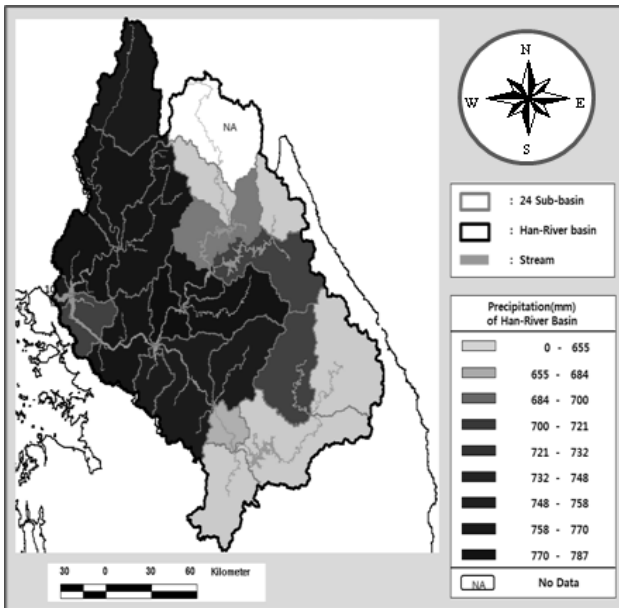 NA
N
W
E
S
: 24 Sub-basin
: Han-River basin
: Stream
Precipitation(mm)
of Han-River Basin
0 - 655
655 - 684
684 - 700
700 - 721
721 - 732
732 - 748
748 - 758
758 - 770
770 - 787
NA No Data
30 0 30 60 Kilometer